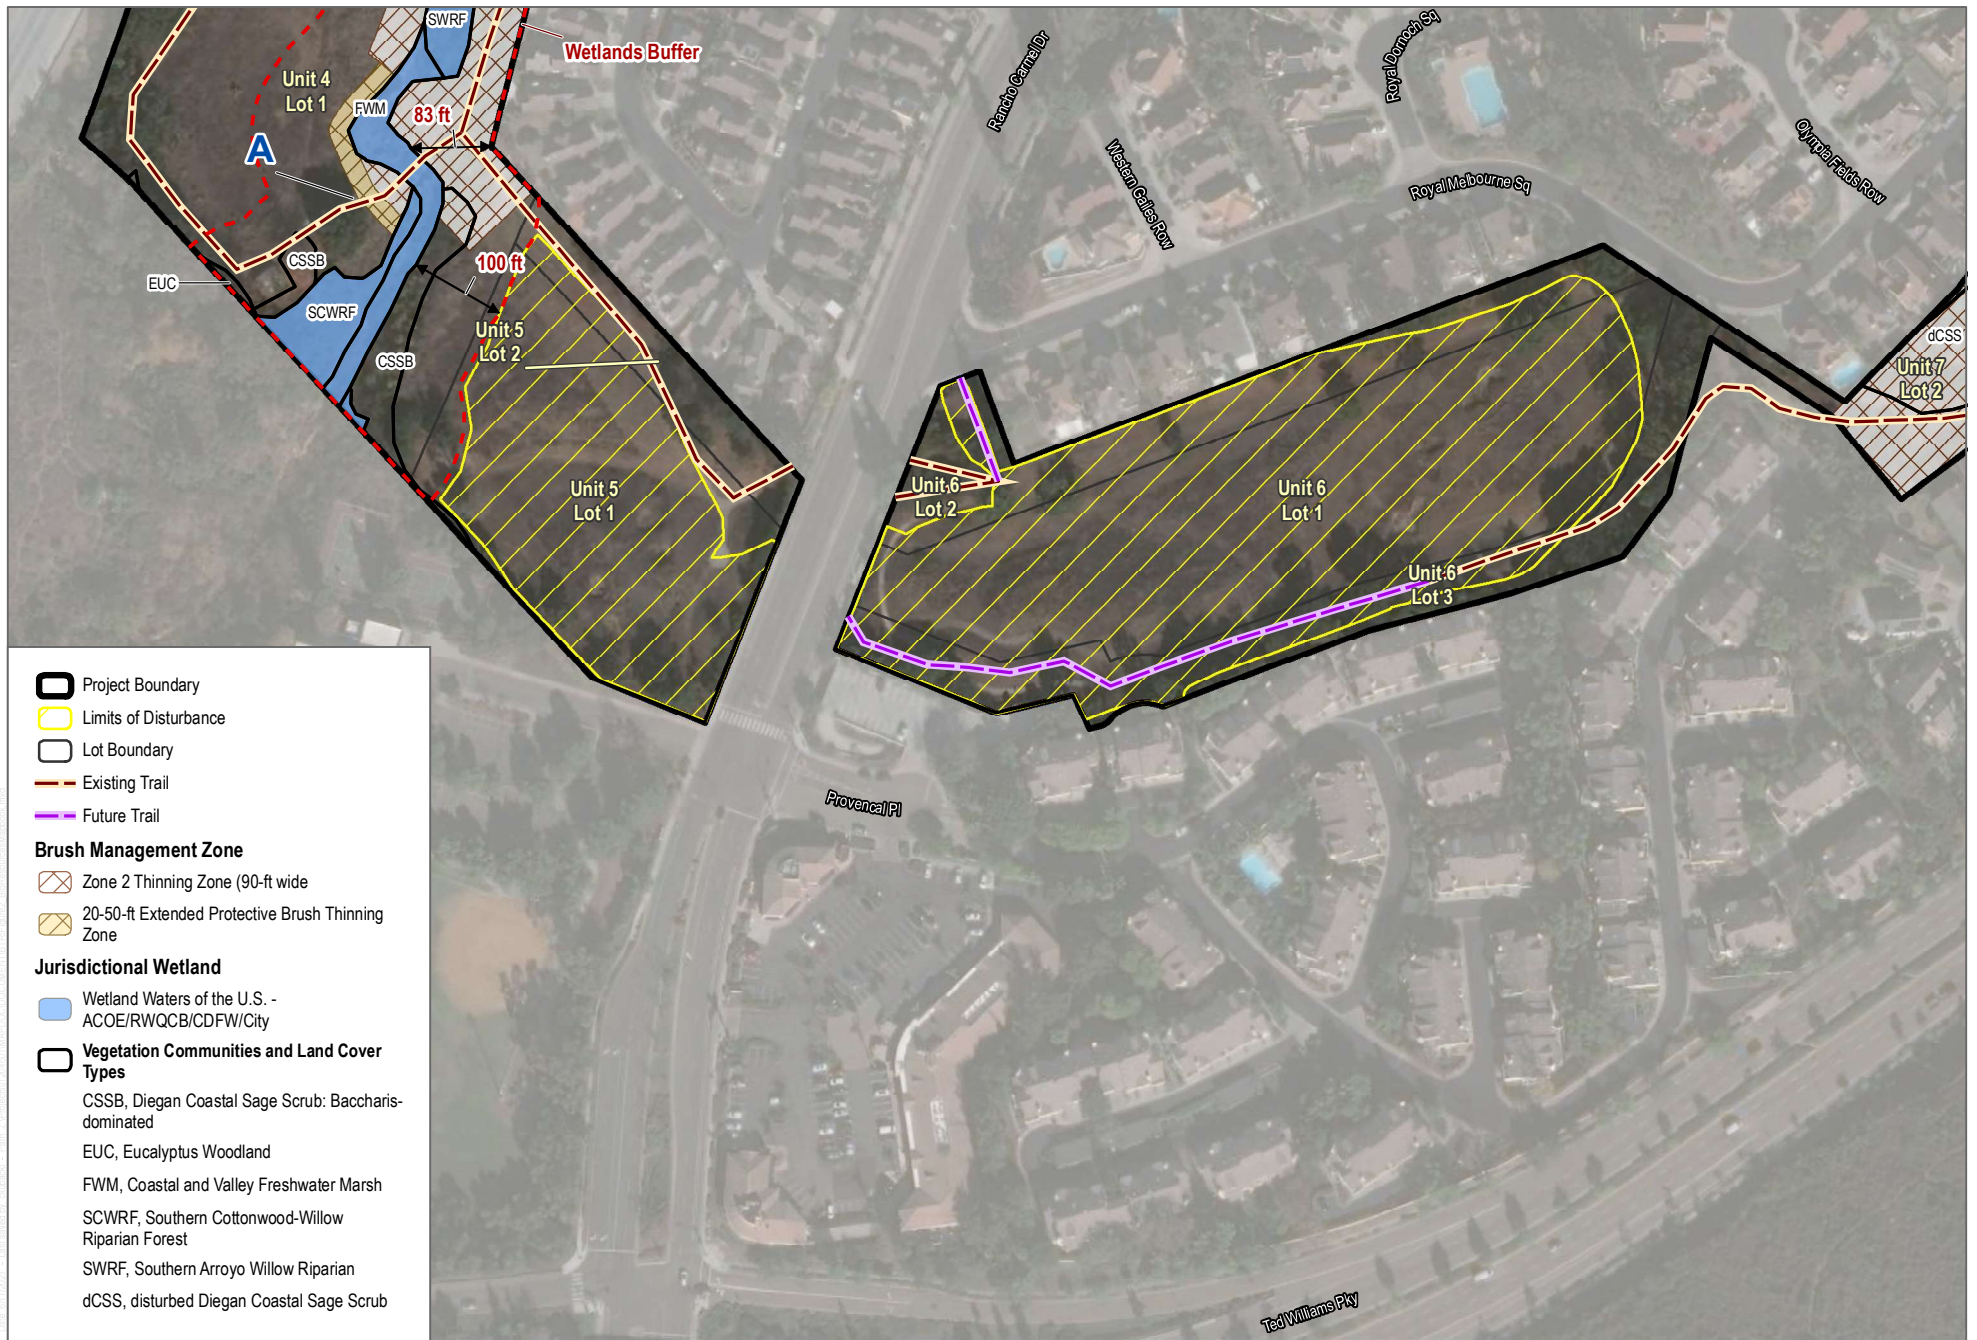 SWRF
Wetlands Buffer
Unit 4
Lot 1
FWM
83 ft
A
Rancho Carmel Dr
Royal Dornoch Sq
Western Gailes Row
Royal Melbourne Sq
Olympia Fields Row
CSSB
EUC
SCWRF
100 ft
Unit 5
Lot 2
CSSB
dCSS
Unit 7
Lot 2
Unit 5
Lot 1
Unit 6
Lot 2
Unit 6
Lot 1
Unit 6
Lot 3
Provencal Pl
Ted Williams Pky
Project Boundary
Limits of Disturbance
Lot Boundary
Existing Trail
Future Trail
Brush Management Zone
Zone 2 Thinning Zone (90-ft wide
20-50-ft Extended Protective Brush Thinning
Zone
Jurisdictional Wetland
Wetland Waters of the U.S. -
ACOE/RWQCB/CDFW/City
Vegetation Communities and Land Cover
Types
CSSB, Diegan Coastal Sage Scrub: Baccharis-
dominated
EUC, Eucalyptus Woodland
FWM, Coastal and Valley Freshwater Marsh
SCWRF, Southern Cottonwood-Willow
Riparian Forest
SWRF, Southern Arroyo Willow Riparian
dCSS, disturbed Diegan Coastal Sage Scrub